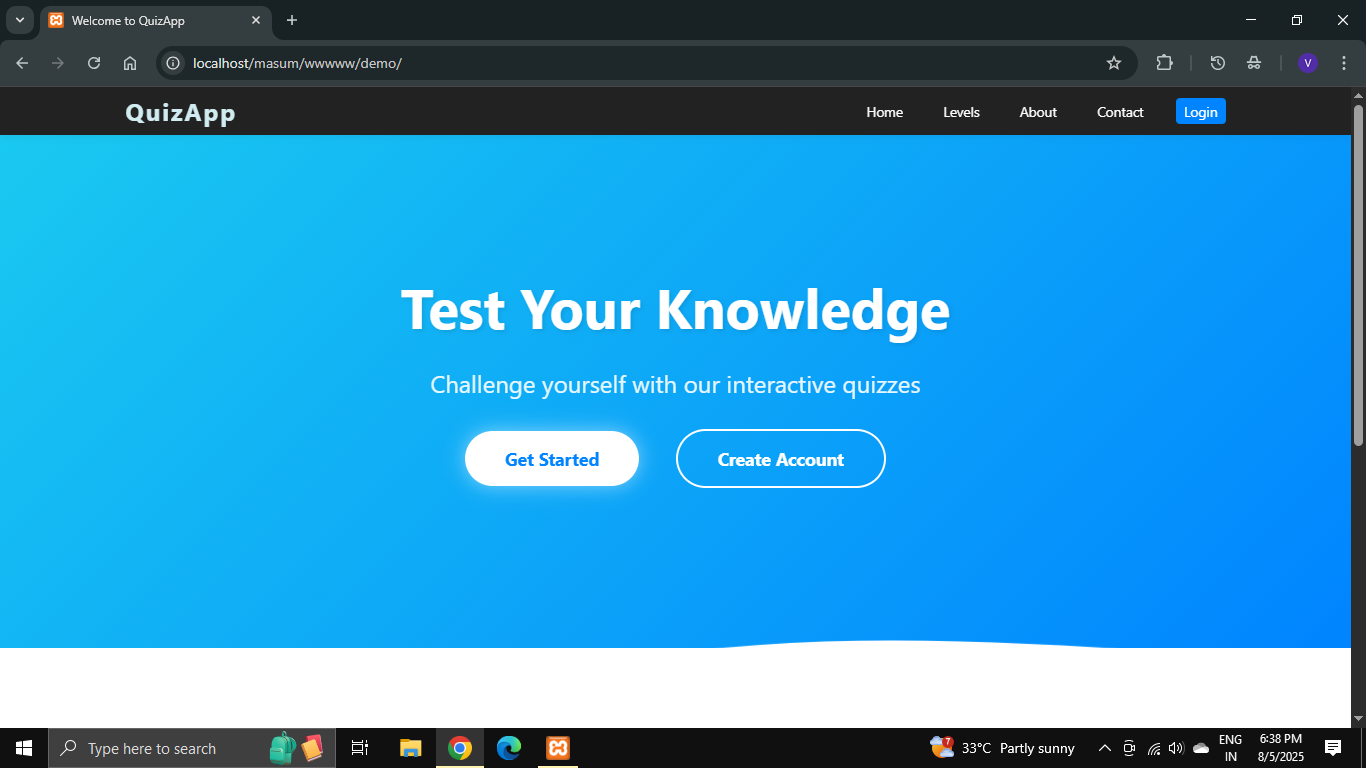 Welcome to QuizApp
localhost/masum/wwwww/demo/
V
QuizApp
Home Levels About Contact Login
Test Your Knowledge
Challenge yourself with our interactive quizzes
Get Started Create Account
Type here to search
7
33°C Partly sunny
ENG
IN
6:38 PM
8/5/2025